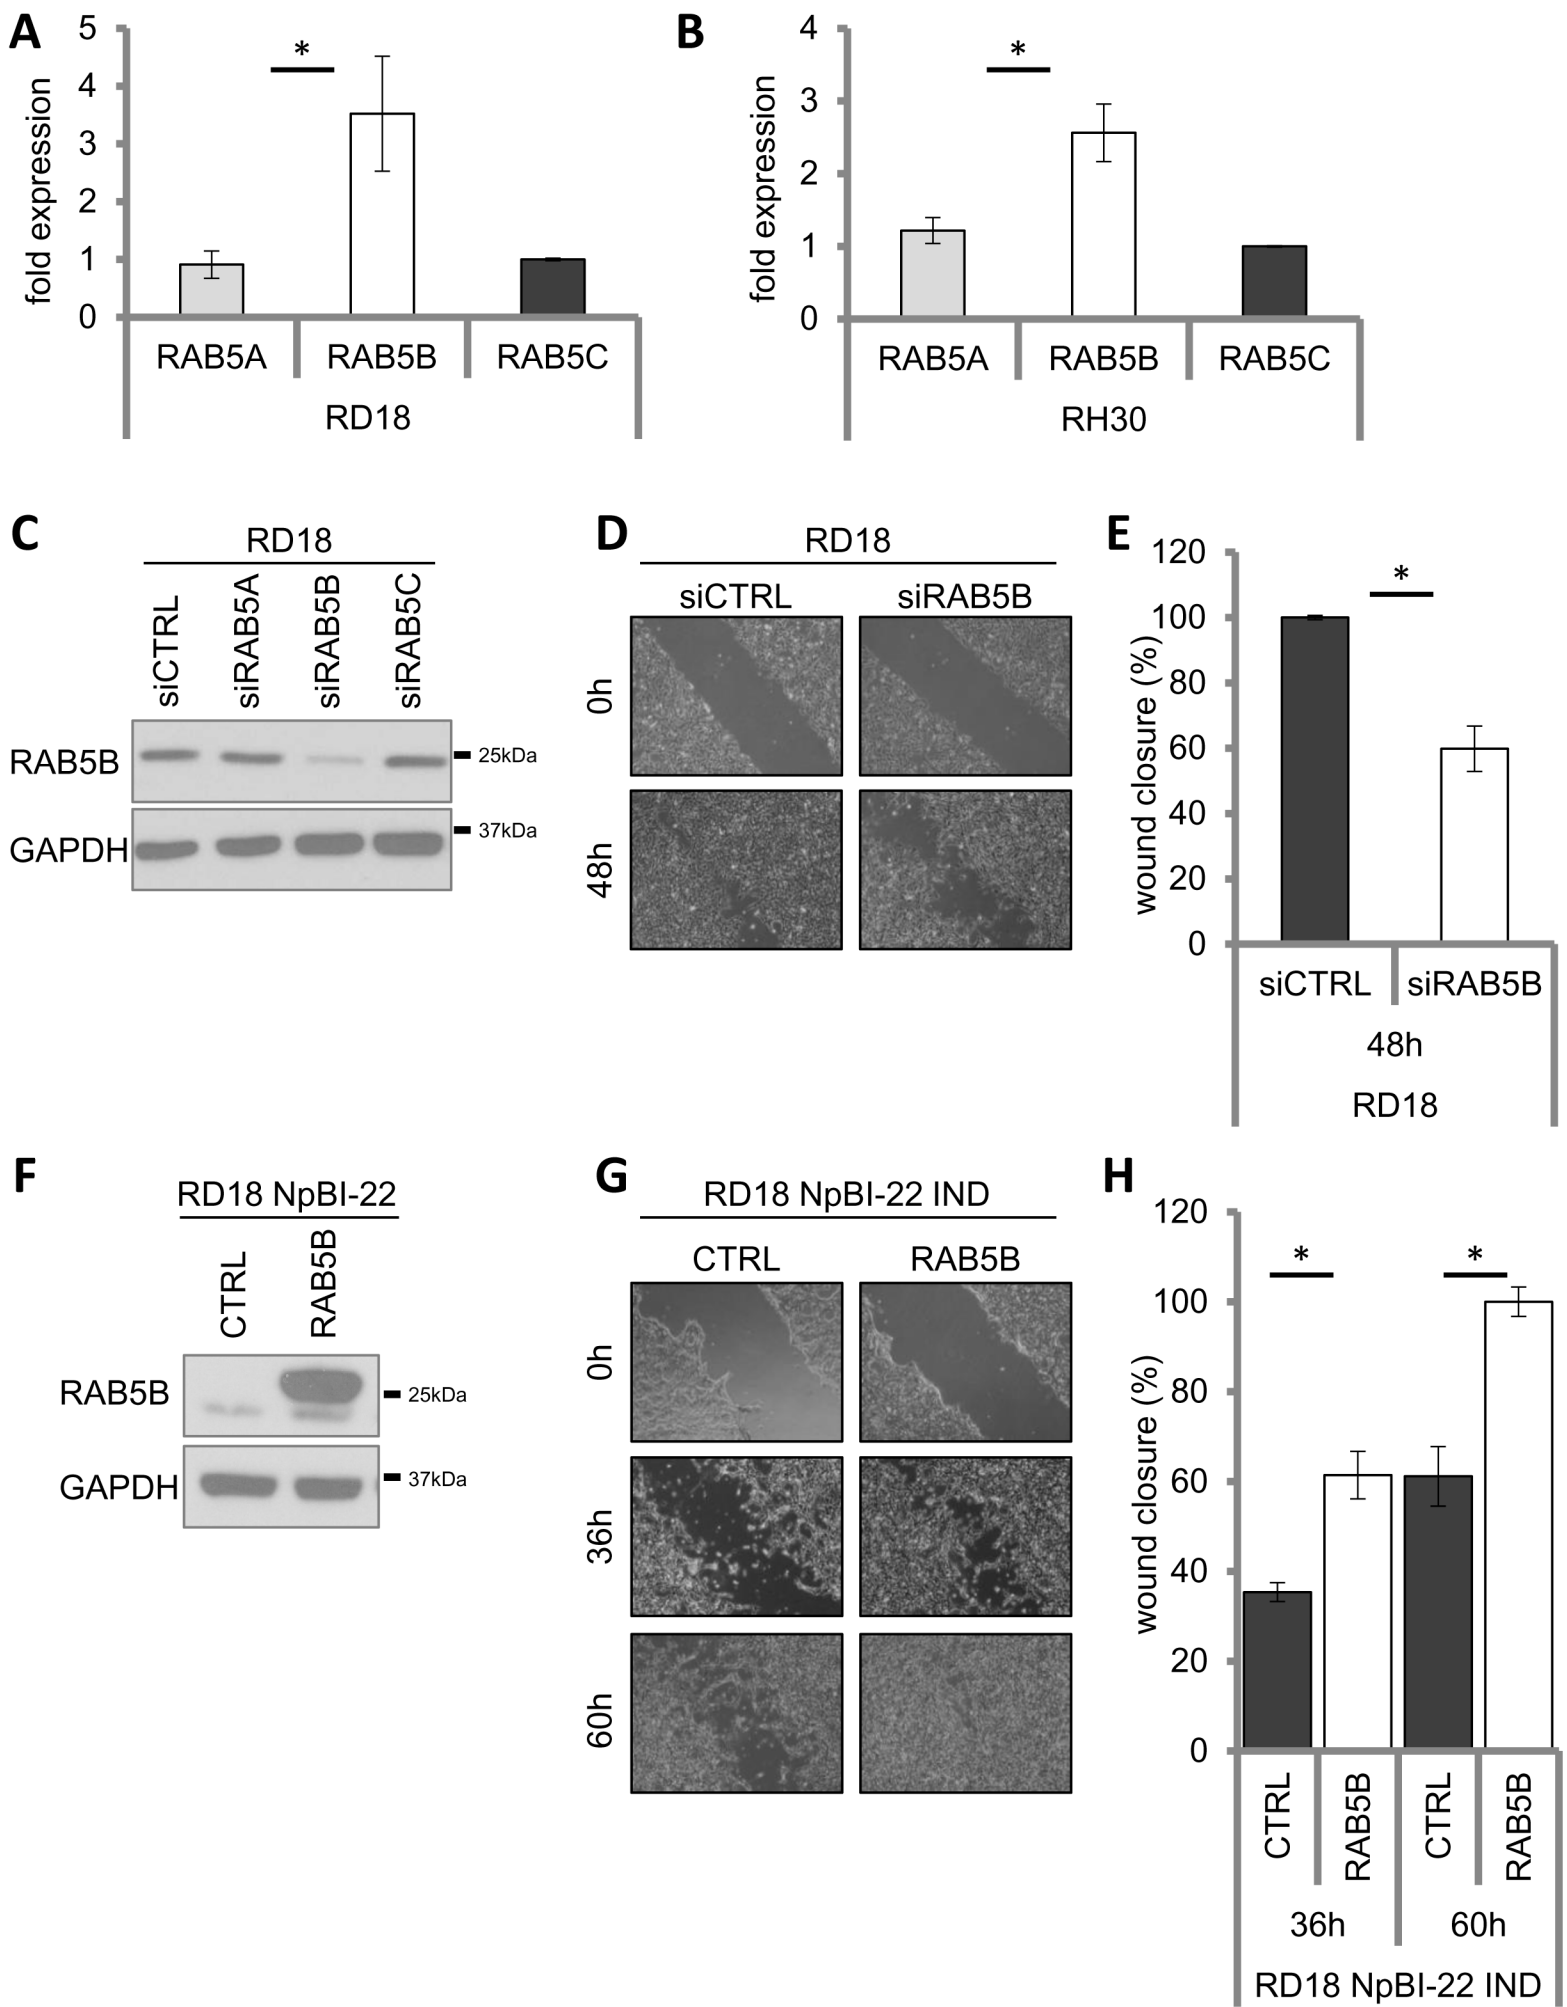 A
5
4
3
2
1
0
fold expression
*
RAB5A RAB5B RAB5C
RD18
B
4
3
2
1
0
fold expression
*
RAB5A RAB5B RAB5C
RH30
C
RD18
siCTRL
siRAB5A
siRAB5B
siRAB5C
RAB5B
25kDa
GAPDH
37kDa
D
RD18
siCTRL siRAB5B
0h
48h
E
120
100
80
60
40
20
0
wound closure (%)
*
siCTRL siRAB5B
48h
RD18
F
RD18 NpBI-22
CTRL
RAB5B
RAB5B
25kDa
GAPDH
37kDa
G
RD18 NpBI-22 IND
CTRL RAB5B
0h
36h
60h
H
120
100
80
60
40
20
0
wound closure (%)
* *
CTRL
RAB5B
CTRL
RAB5B
36h 60h
RD18 NpBI-22 IND